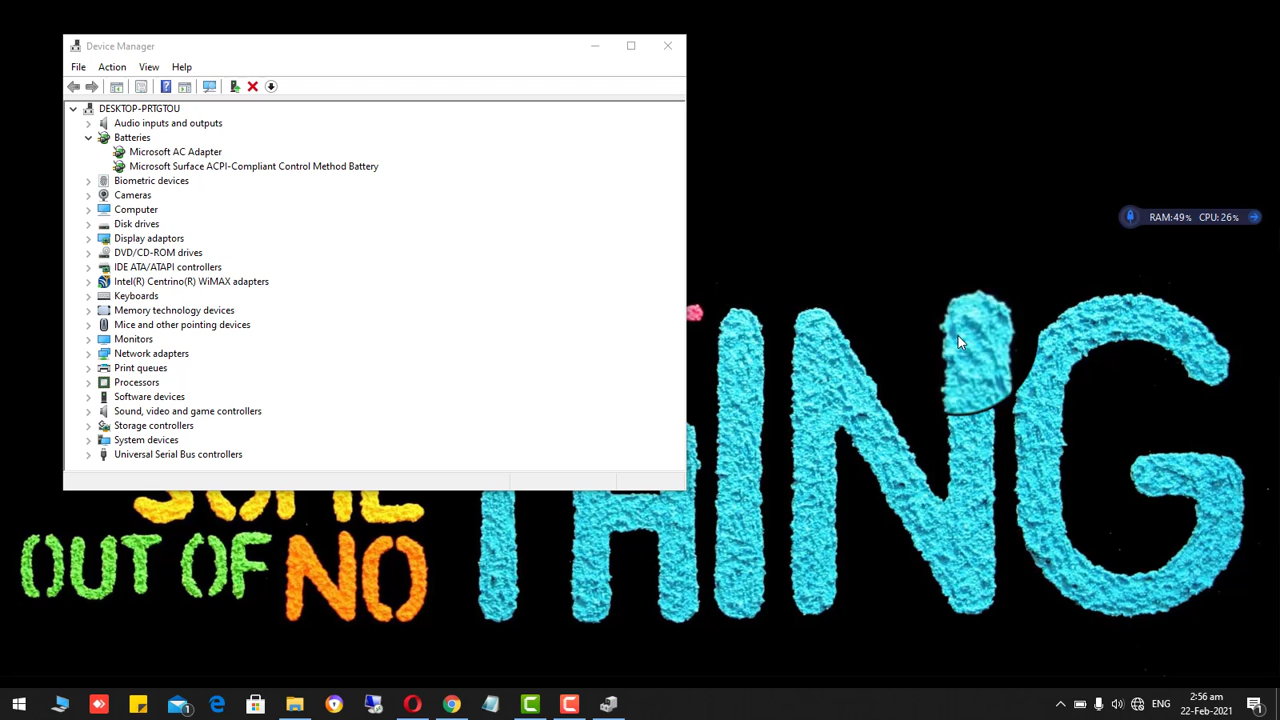 Device Manager
File Action View Help
DESKTOP-PRTGTOU
Audio inputs and outputs
Batteries
Microsoft AC Adapter
Microsoft Surface ACPI-Compliant Control Method Battery
Biometric devices
Cameras
Computer
Disk drives
Display adaptors
DVD/CD-ROM drives
IDE ATA/ATAPI controllers
Intel(R) Centrino(R) WiMAX adapters
Keyboards
Memory technology devices
Mice and other pointing devices
Monitors
Network adapters
Print queues
Processors
Software devices
Sound, video and game controllers
Storage controllers
System devices
Universal Serial Bus controllers
RAM:49% CPU:26%
SOME
OUT OF NO
THING
1
ENG
2:56 am
22-Feb-2021
1